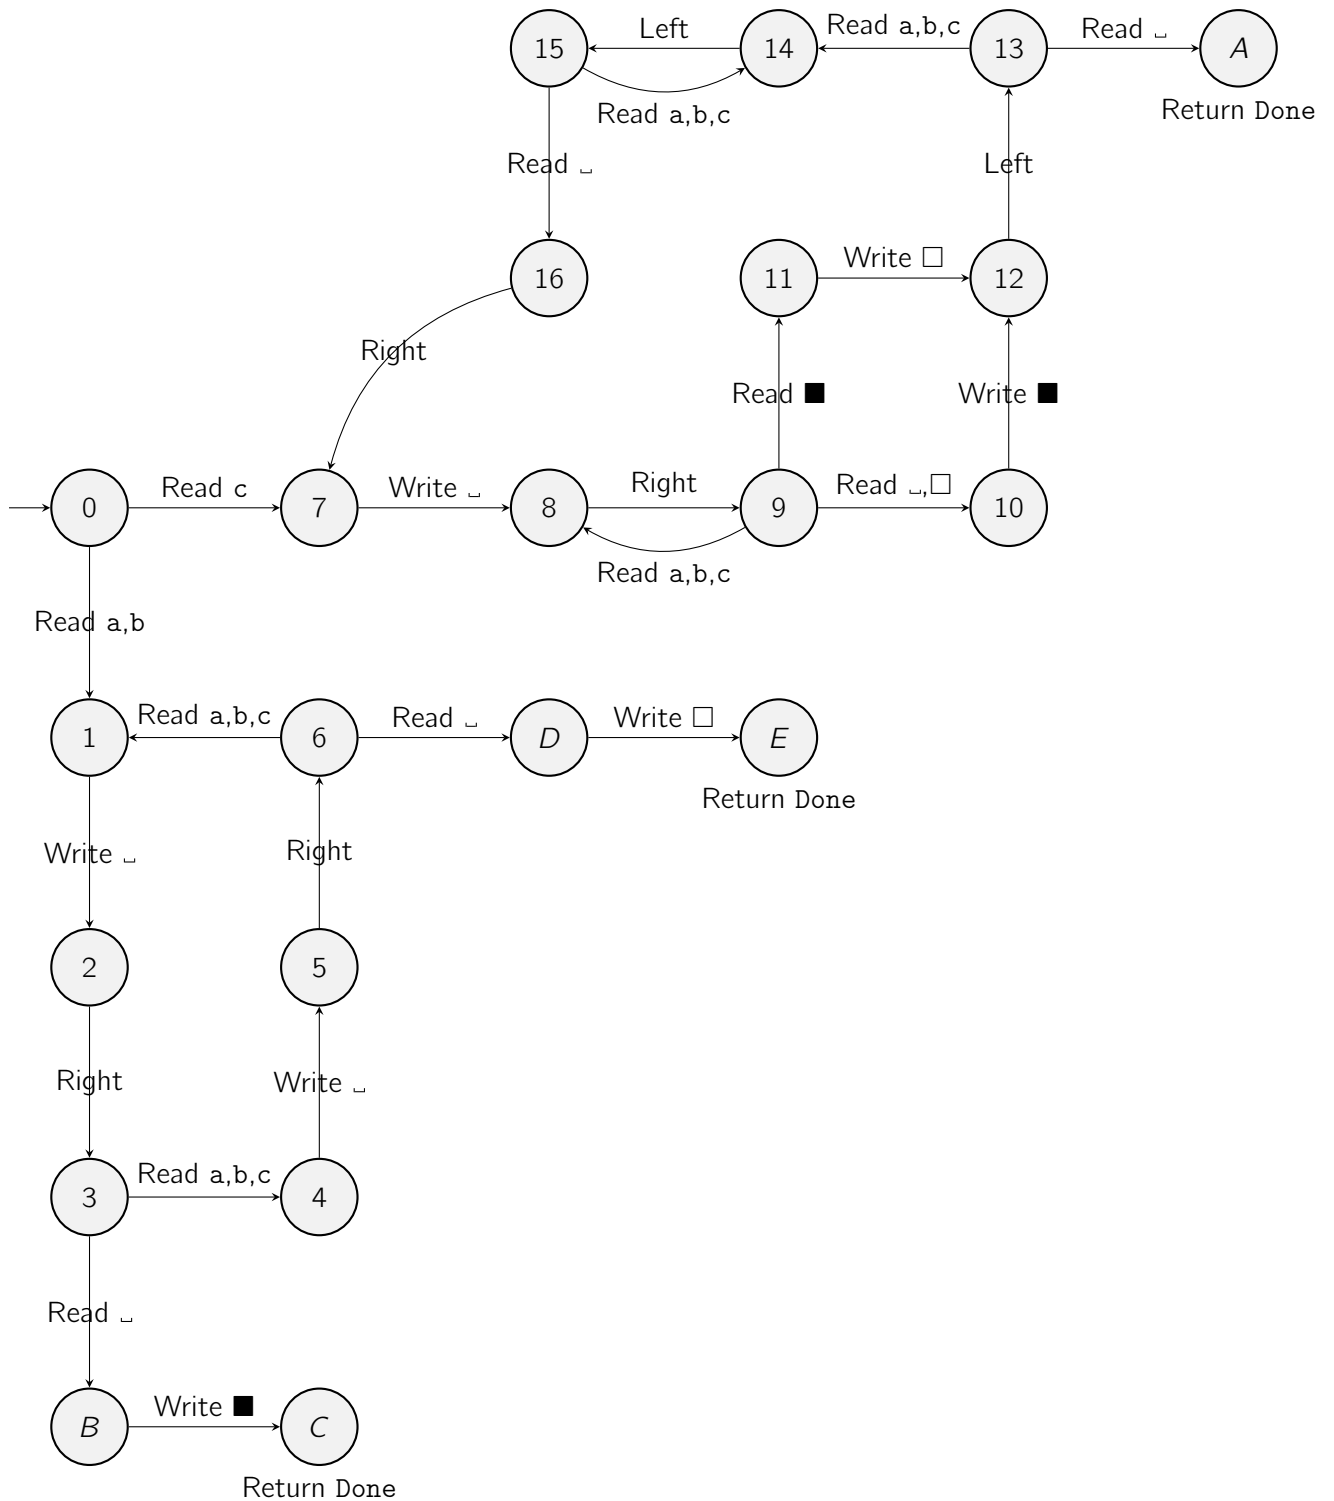 15
Left
14
Read a,b,c
13
Read ␣
A
Read a,b,c
Return Done
Read ␣
Left
16
11
Write □
12
Right
Read ■
Write ■
0
Read c
7
Write ␣
8
Right
9
Read ␣,□
10
Read a,b,c
Read a,b
1
Read a,b,c
6
Read ␣
D
Write □
E
Return Done
Write ␣
Right
2
5
Right
Write ␣
3
Read a,b,c
4
Read ␣
B
Write ■
C
Return Done